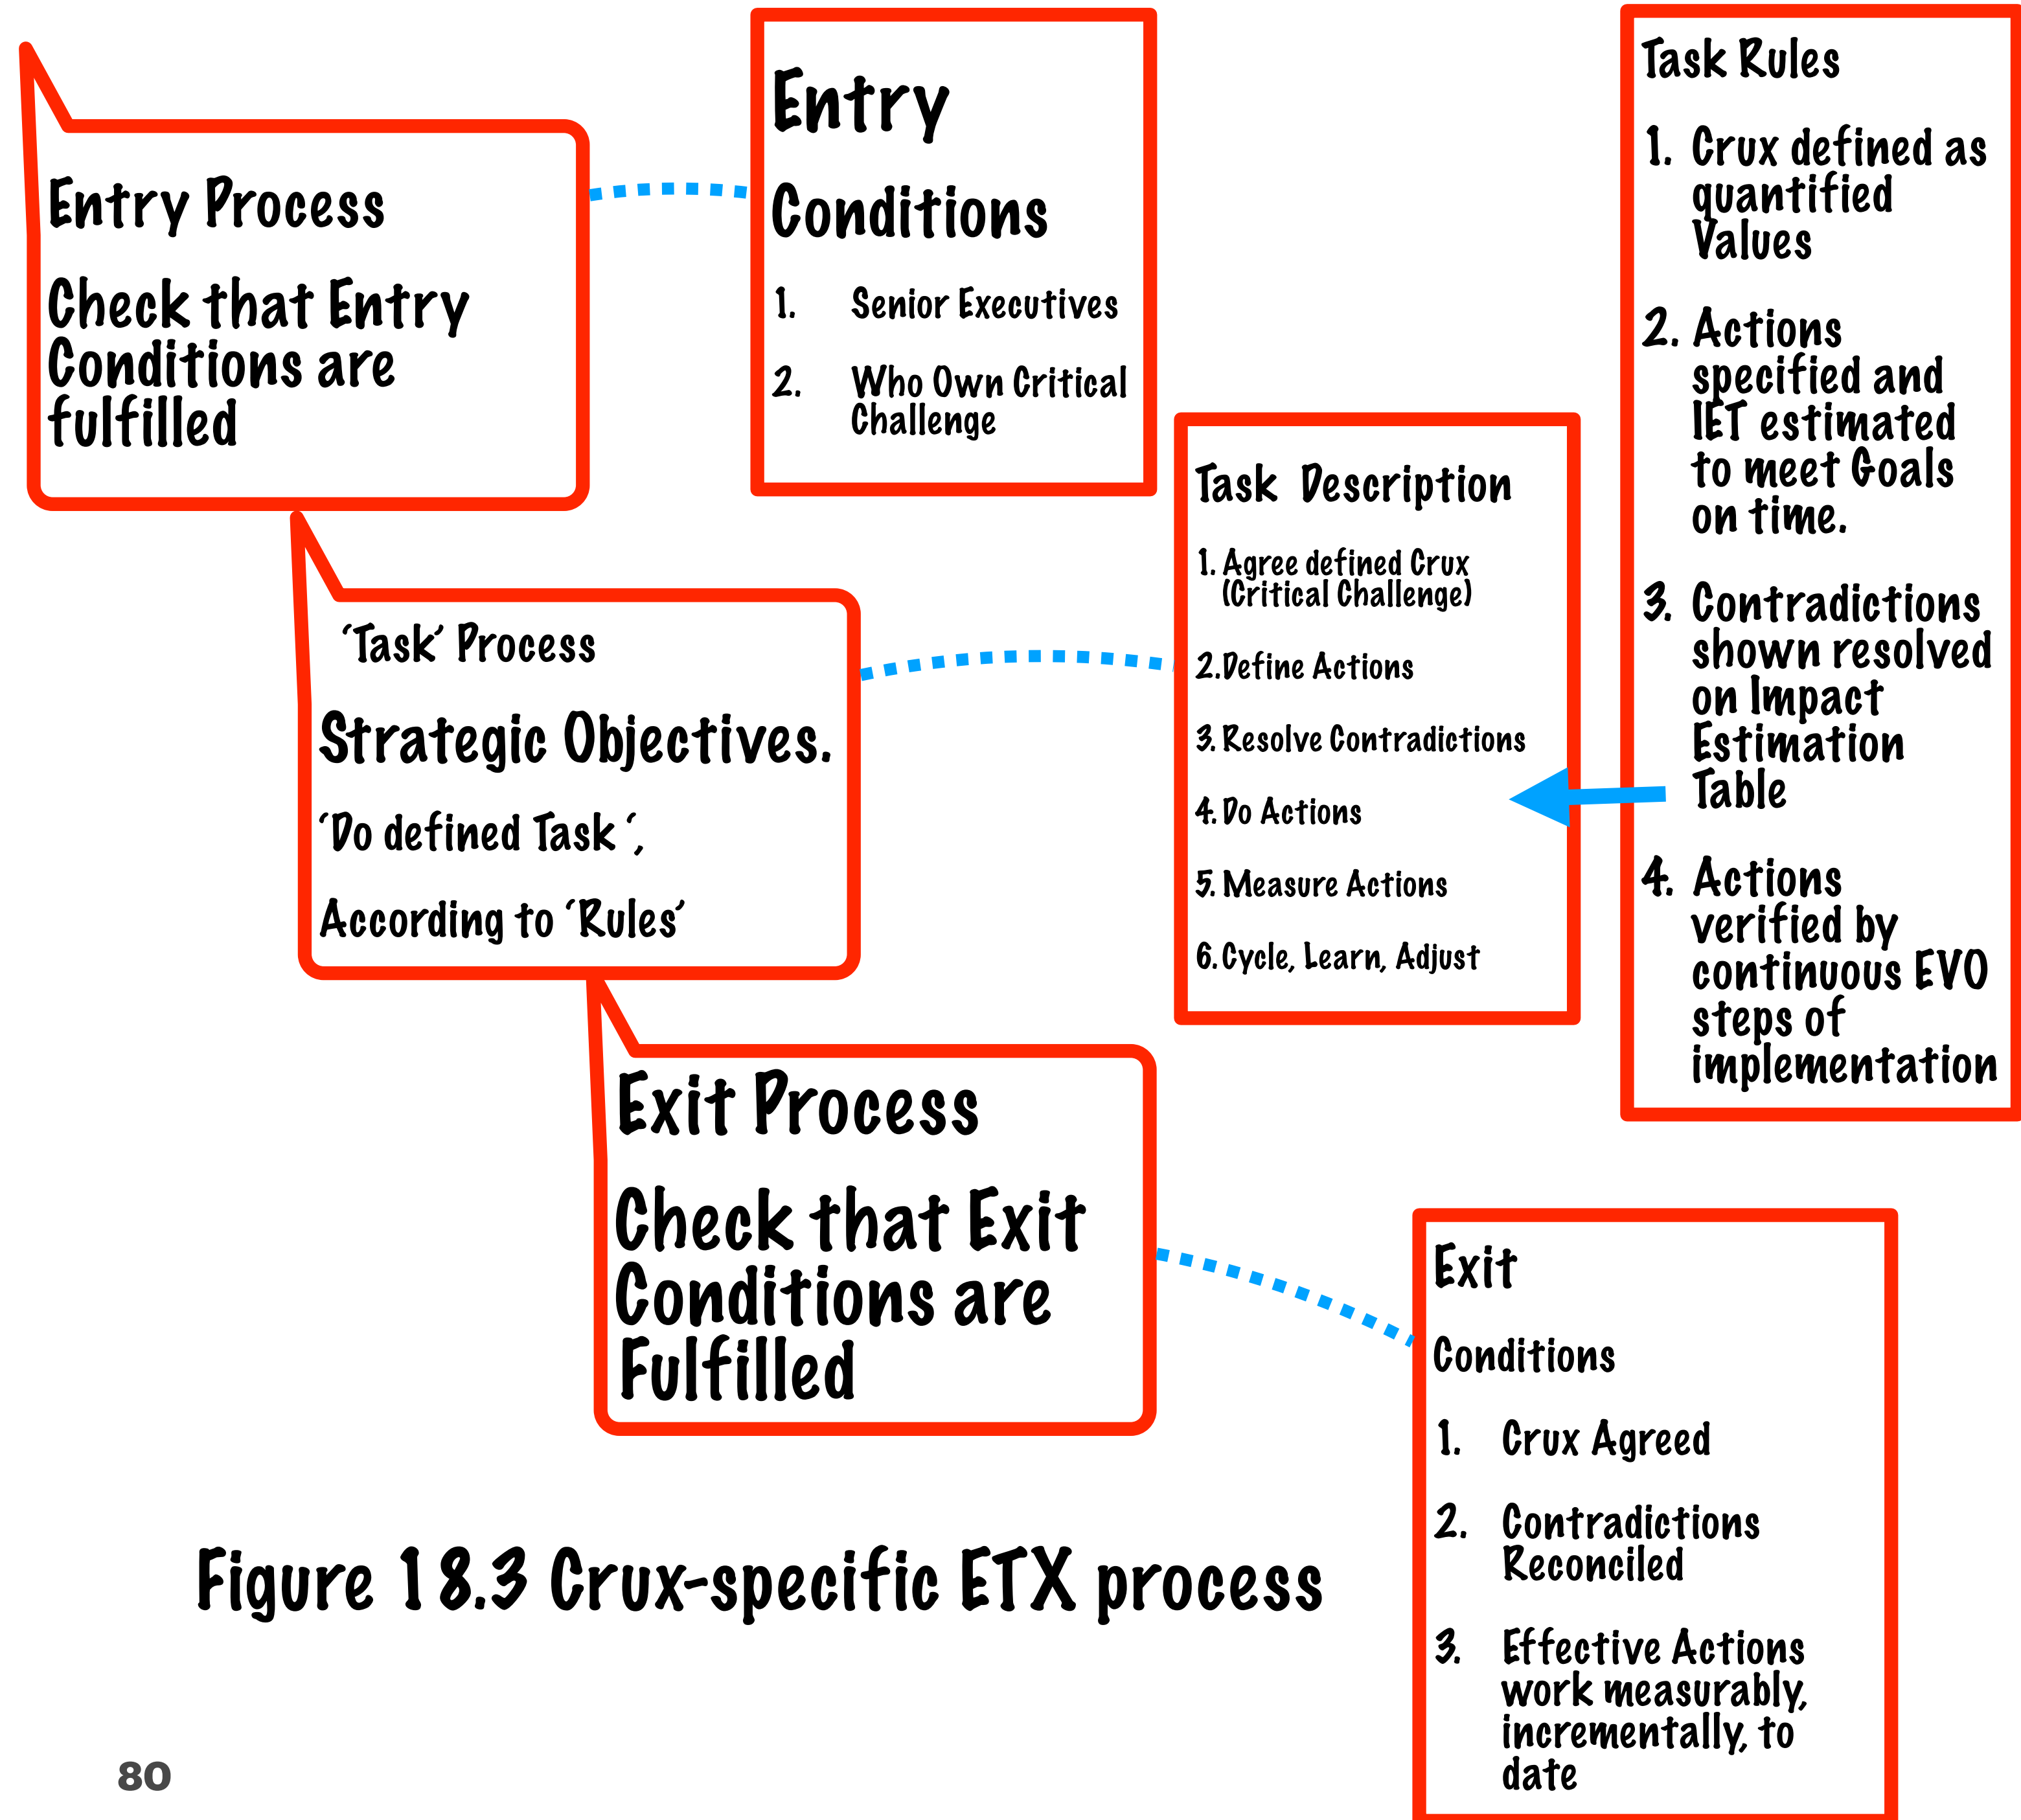 Entry Process
Check that Entry
Conditions are
fulfilled
Entry
Conditions
1. Senior Executives
2. Who Own Critical
Challenge
Task Rules
1. Crux defined as
quantified
Values
2. Actions
specified and
IET estimated
to meet Goals
on time.
3. Contradictions
shown resolved
on Impact
Estimation
Table
4. Actions
verified by
continuous EVO
steps of
implementation
Task Description
1. Agree defined Crux
(Critical Challenge)
2. Define Actions
3. Resolve Contradictions
4. Do Actions
5. Measure Actions
6. Cycle, Learn, Adjust
‘Task’ Process
Strategic Objectives.
‘Do defined Task ‘,
According to ‘Rules’
Exit Process
Check that Exit
Conditions are
Fulfilled
Exit
Conditions
1. Crux Agreed
2. Contradictions
Reconciled
3. Effective Actions
work measurably,
incrementally, to
date
Figure 18.3 Crux-specific ETX process
80